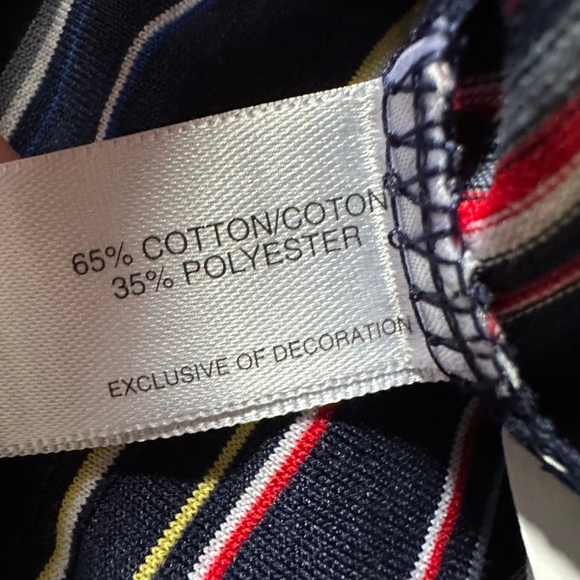 65% COTTON/COTON
35% POLYESTER
EXCLUSIVE OF DECORATION